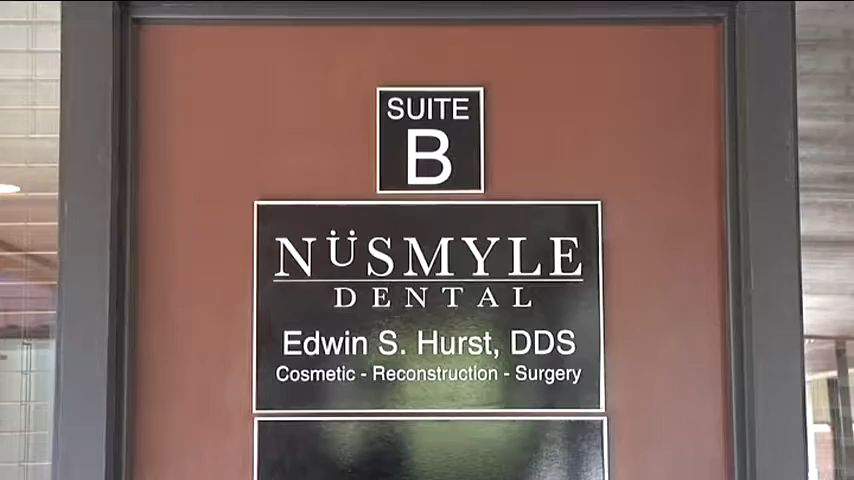 SUITE
B
NÜSMYLE
DENTAL
Edwin S. Hurst, DDS
Cosmetic - Reconstruction - Surgery